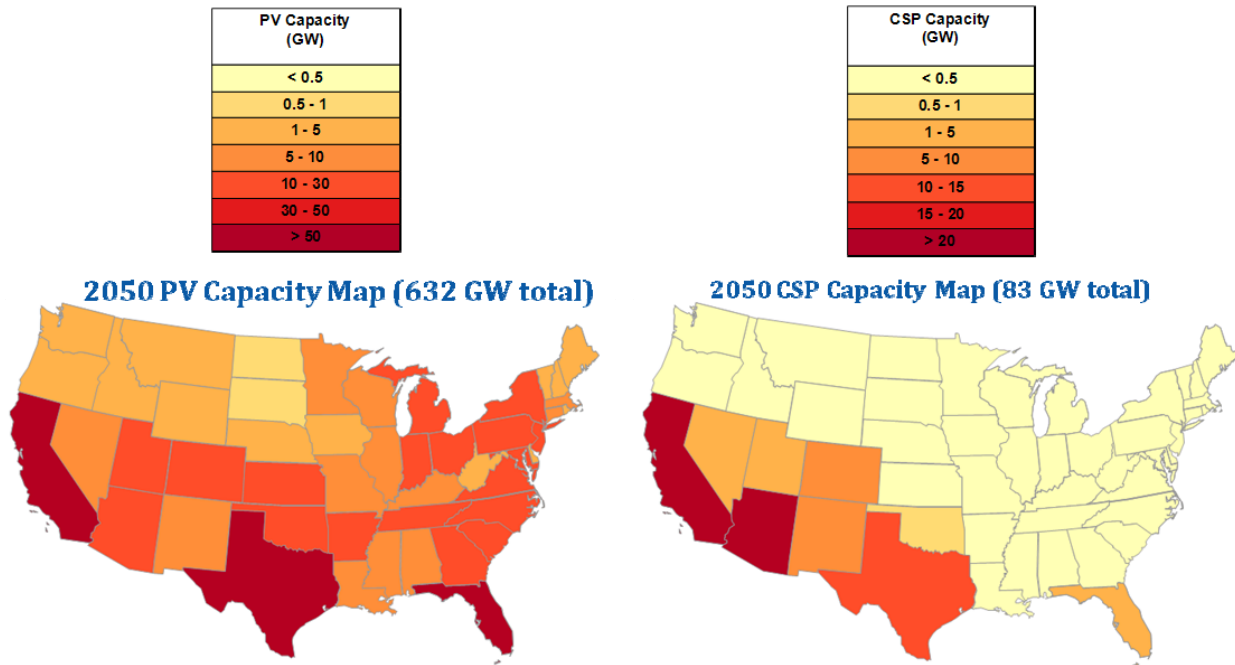 PV Capacity
(GW)
< 0.5
0.5 - 1
1 - 5
5 - 10
10 - 30
30 - 50
> 50
CSP Capacity
(GW)
< 0.5
0.5 - 1
1 - 5
5 - 10
10 - 15
15 - 20
> 20
2050 PV Capacity Map (632 GW total)
2050 CSP Capacity Map (83 GW total)